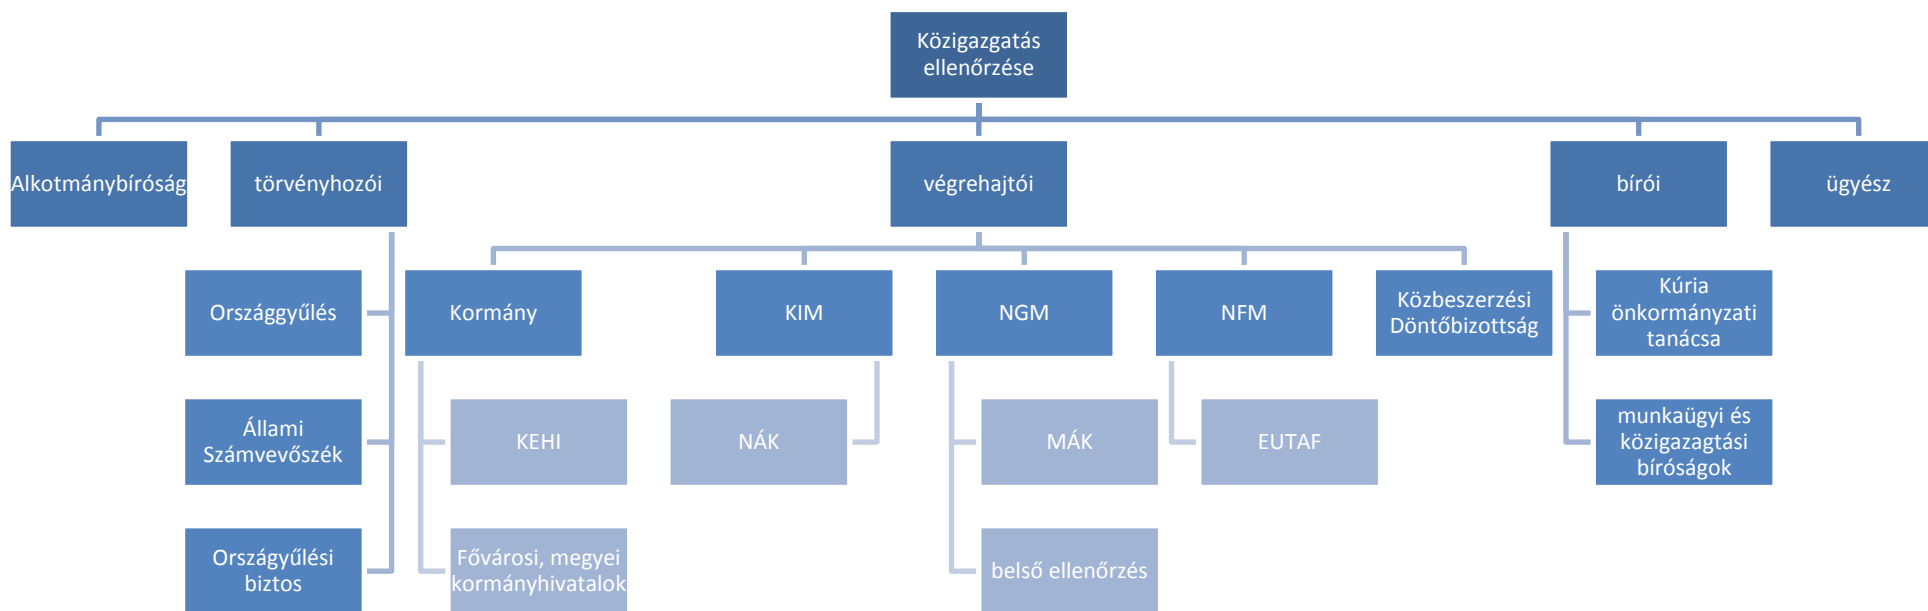 Közigazgatás
ellenőrzése
Alkotmánybíróság
törvényhozói
végrehajtói
bírói
ügyész
Országgyűlés
Kormány
KIM
NGM
NFM
Közbeszerzési
Döntőbizottság
Kúria
önkormányzati
tanácsa
Állami
Számvevőszék
KEHI
NÁK
MÁK
EUTAF
munkaügyi és
közigazagtási
bíróságok
Országyűlési
biztos
Fővárosi, megyei
kormányhivatalok
belső ellenőrzés